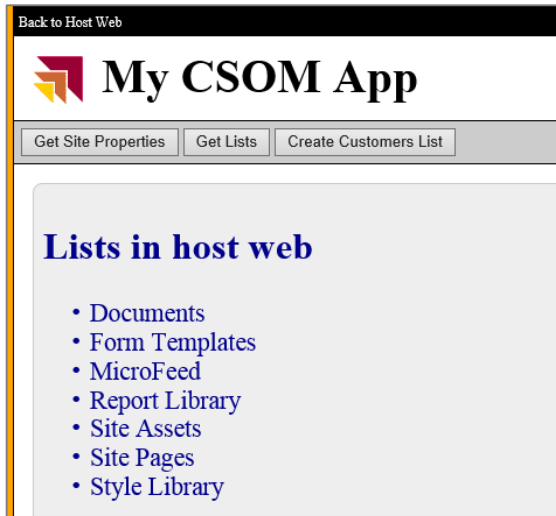 Back to Host Web
My CSOM App
Get Site Properties Get Lists Create Customers List
Lists in host web
• Documents
• Form Templates
• MicroFeed
• Report Library
• Site Assets
• Site Pages
• Style Library